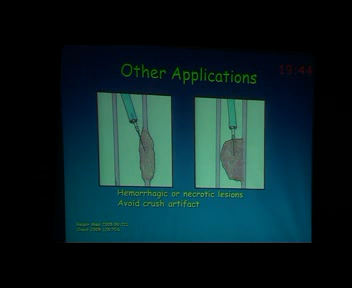 Other Applications
19:44
Hemorrhagic or necrotic lesions
Avoid crush artifact